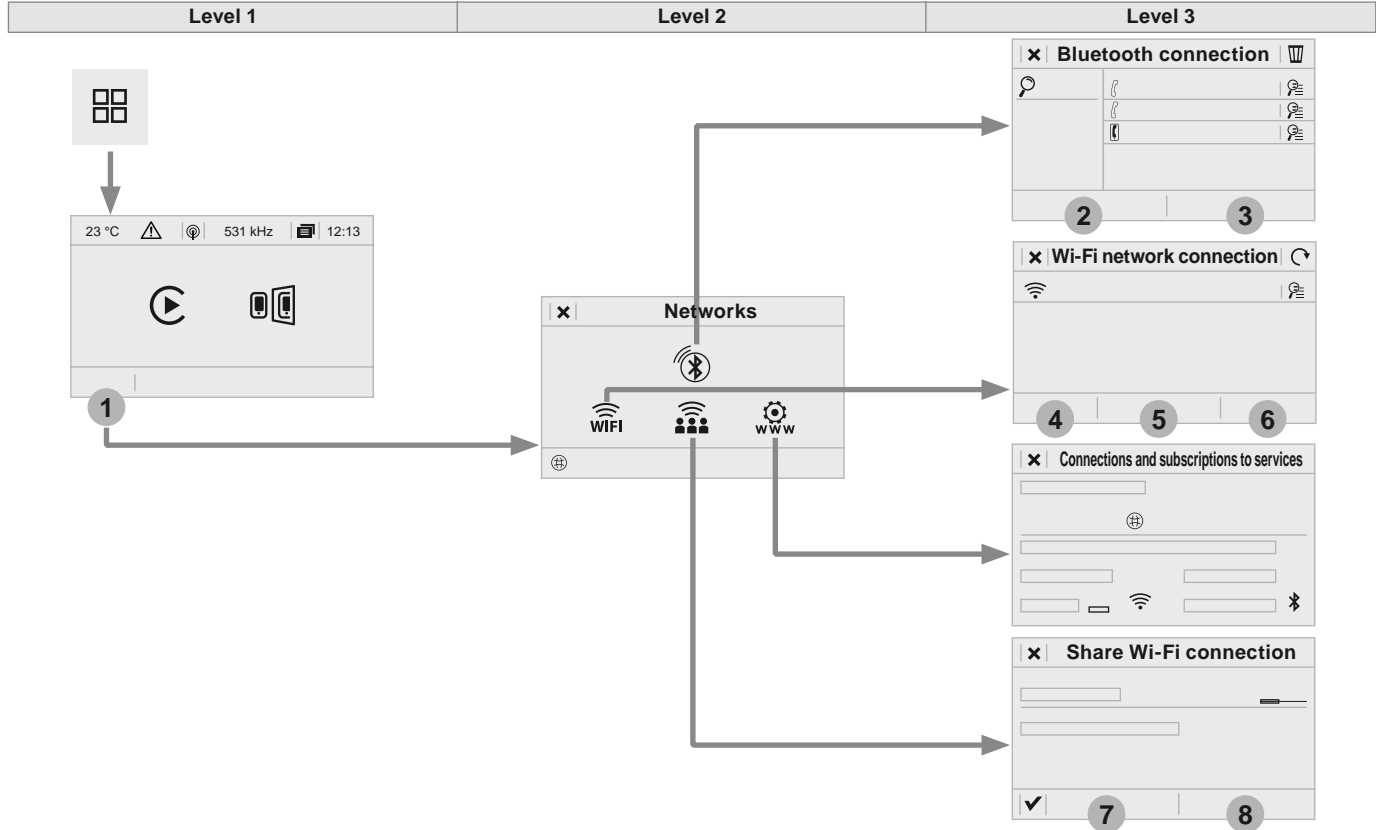 Level 1
Level 2
Level 3
Bluetooth connection
2
3
23 °C
531 kHz
12:13
1
Networks
WIFI
www
Wi-Fi network connection
4
5
6
Connections and subscriptions to services
Share Wi-Fi connection
7
8